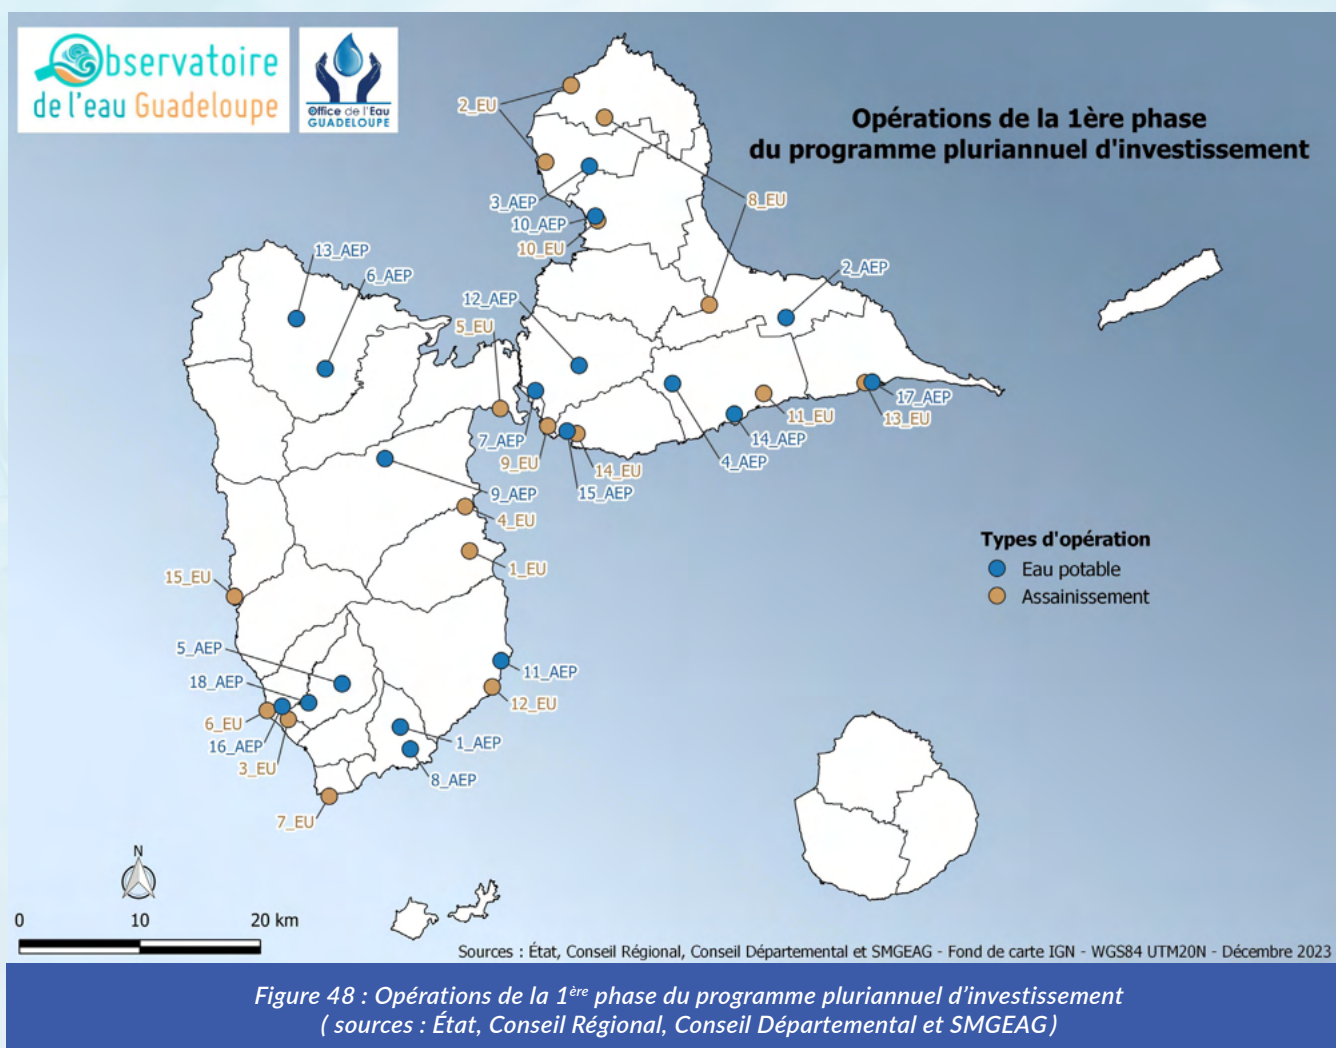 Observatoire
de l'eau Guadeloupe
Office de l'Eau
GUADELOUPE
Opérations de la 1ère phase
du programme pluriannuel d'investissement
2_EU
8_EU
3_AEP
10_AEP
10_EU
13_AEP
6_AEP
2_AEP
12_AEP
5_EU
17_AEP
13_EU
11_EU
14_AEP
4_AEP
7_AEP
9_EU
14_EU
15_AEP
9_AEP
4_EU
1_EU
15_EU
5_AEP
18_AEP
6_EU
16_AEP
3_EU
11_AEP
12_EU
1_AEP
8_AEP
7_EU
Types d'opération
Eau potable
Assainissement
N
0 10 20 km
Sources : État, Conseil Régional, Conseil Départemental et SMGEAG - Fond de carte IGN - WGS84 UTM20N - Décembre 2023
Figure 48 : Opérations de la 1ère phase du programme pluriannuel d'investissement
( sources : État, Conseil Régional, Conseil Départemental et SMGEAG )